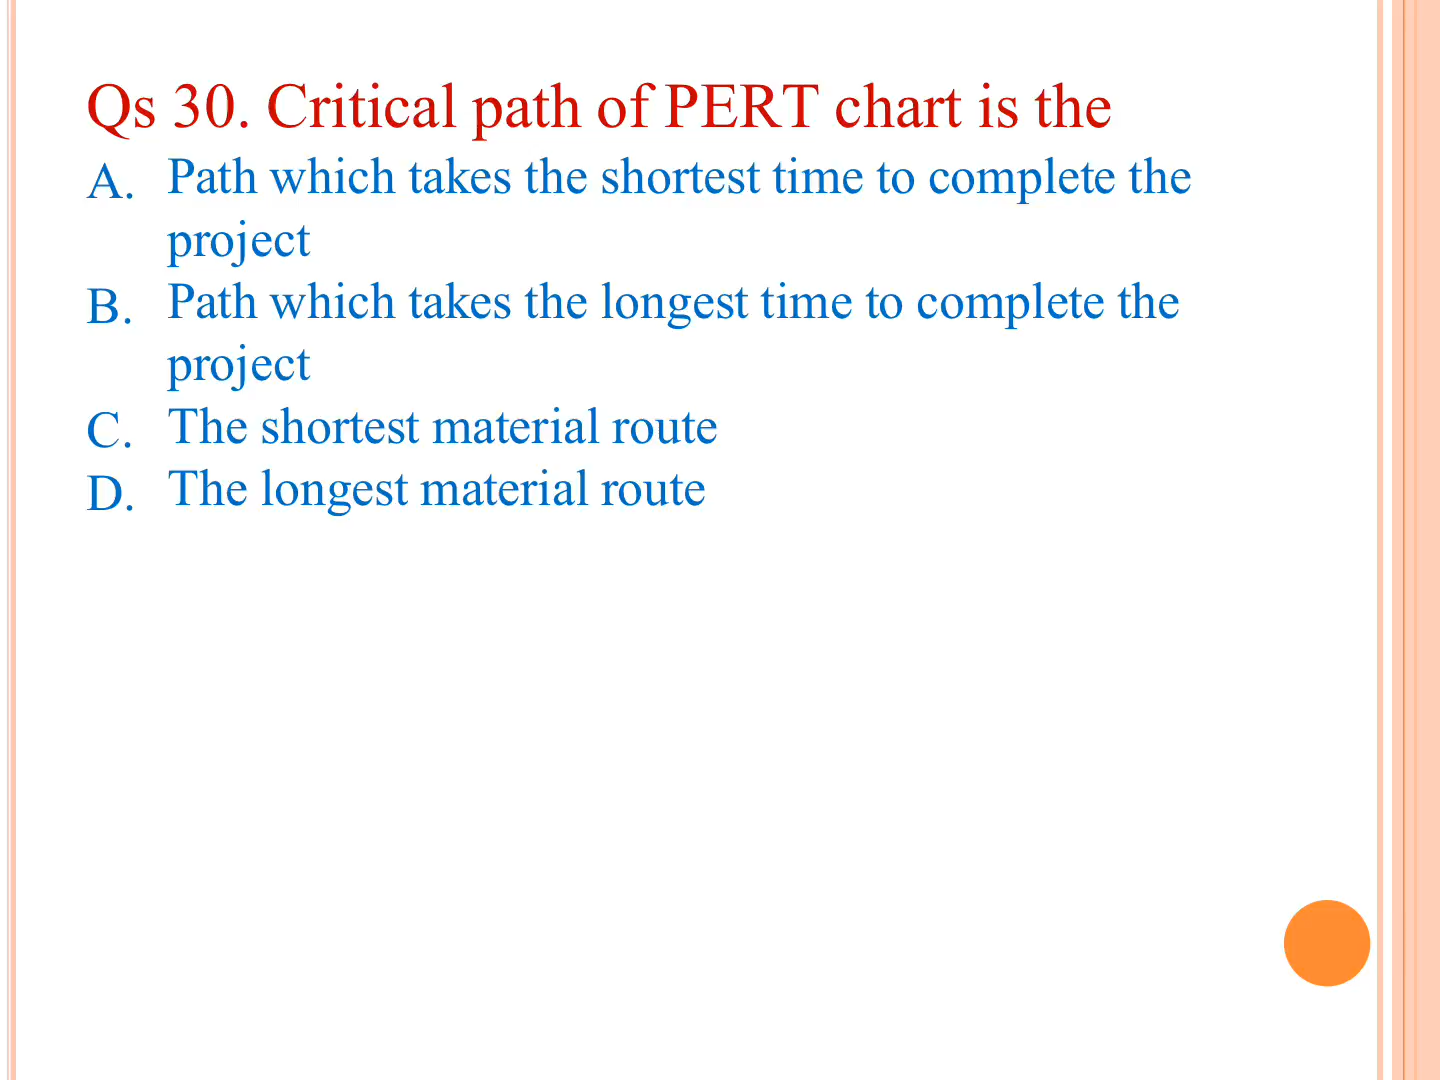 Qs 30. Critical path of PERT chart is the
A. Path which takes the shortest time to complete the
project
B. Path which takes the longest time to complete the
project
C. The shortest material route
D. The longest material route